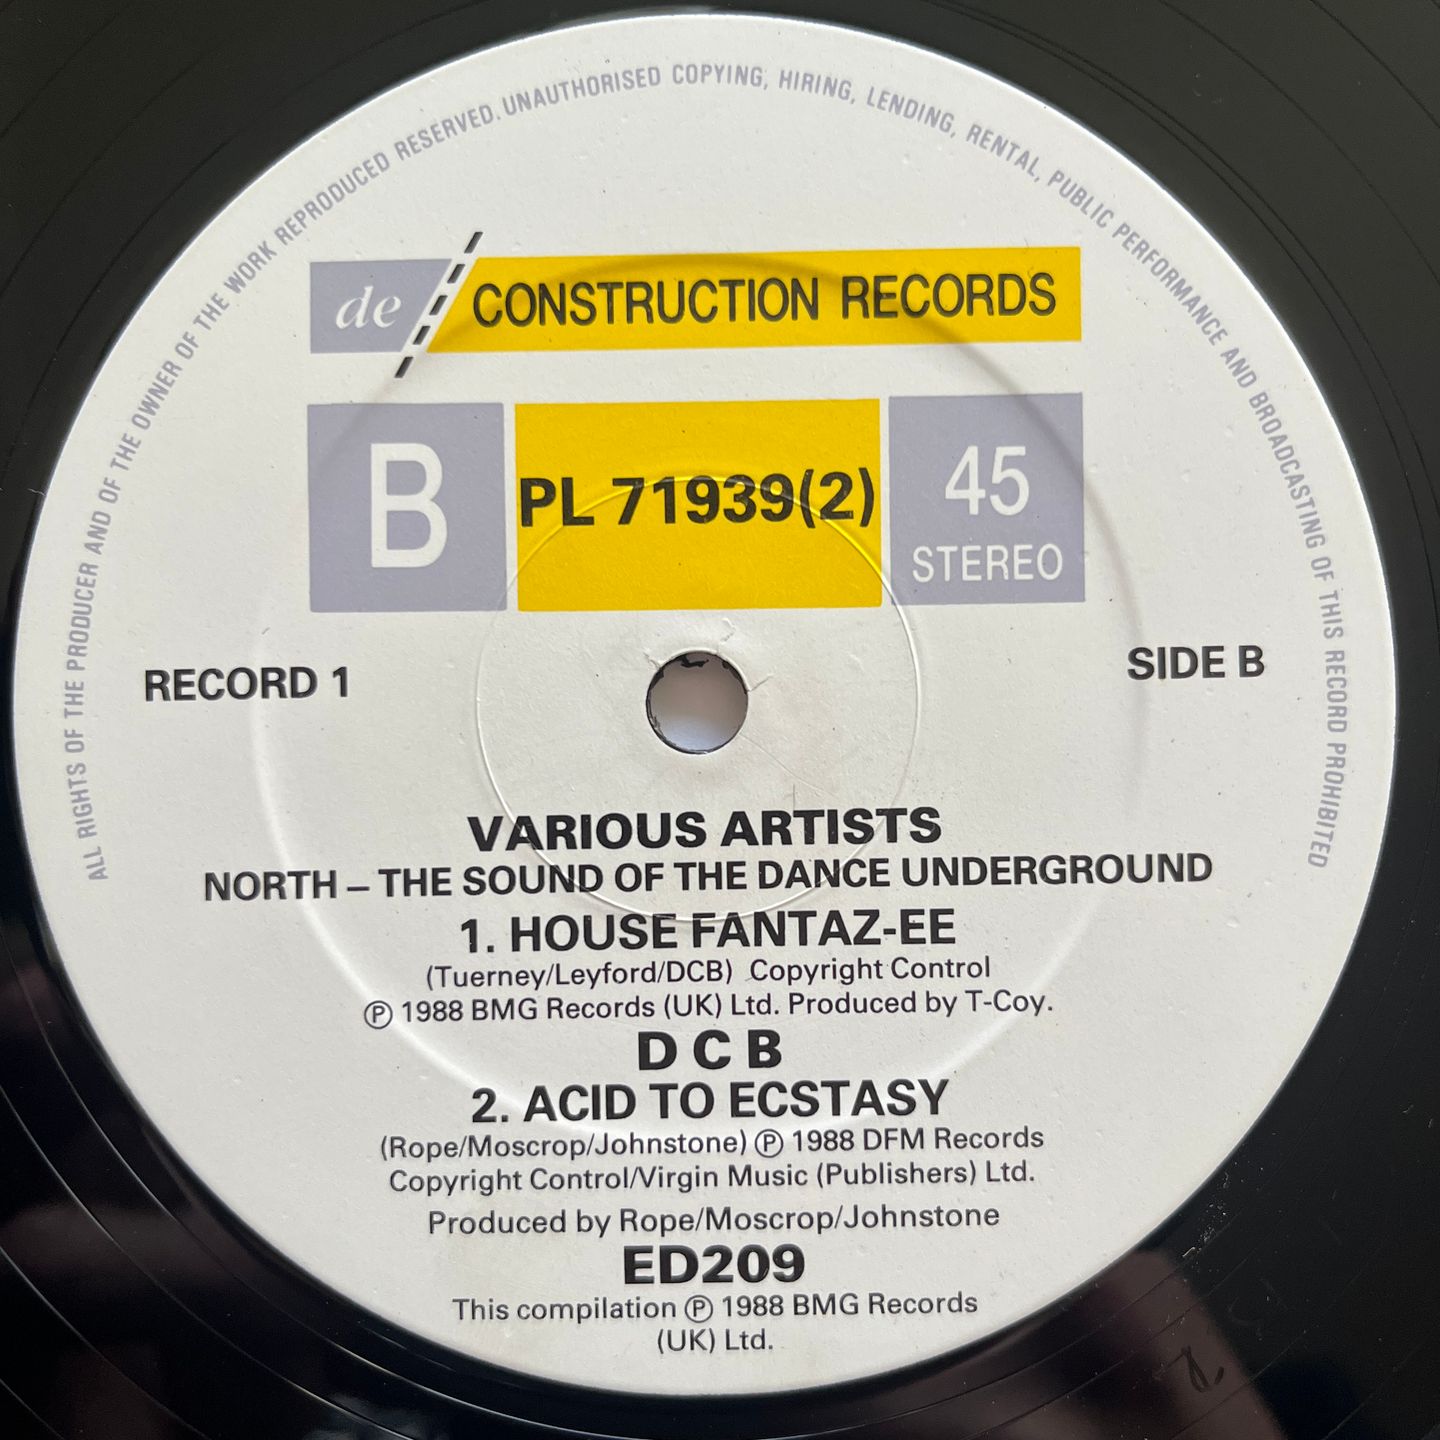 ALL RIGHTS OF THE PRODUCER AND OF THE OWNER OF THE WORK REPRODUCED RESERVED. UNAUTHORISED COPYING, HIRING, LENDING, RENTAL, PUBLIC PERFORMANCE AND BROADCASTING OF THIS RECORD PROHIBITED
de CONSTRUCTION RECORDS
B PL 71939(2) 45
STEREO
RECORD 1 SIDE B
VARIOUS ARTISTS
NORTH – THE SOUND OF THE DANCE UNDERGROUND
1. HOUSE FANTAZ-EE
(Tuerney/Leyford/DCB) Copyright Control
Ⓟ 1988 BMG Records (UK) Ltd. Produced by T-Coy.
D C B
2. ACID TO ECSTASY
(Rope/Moscrop/Johnstone) Ⓟ 1988 DFM Records
Copyright Control/Virgin Music (Publishers) Ltd.
Produced by Rope/Moscrop/Johnstone
ED209
This compilation Ⓟ 1988 BMG Records
(UK) Ltd.